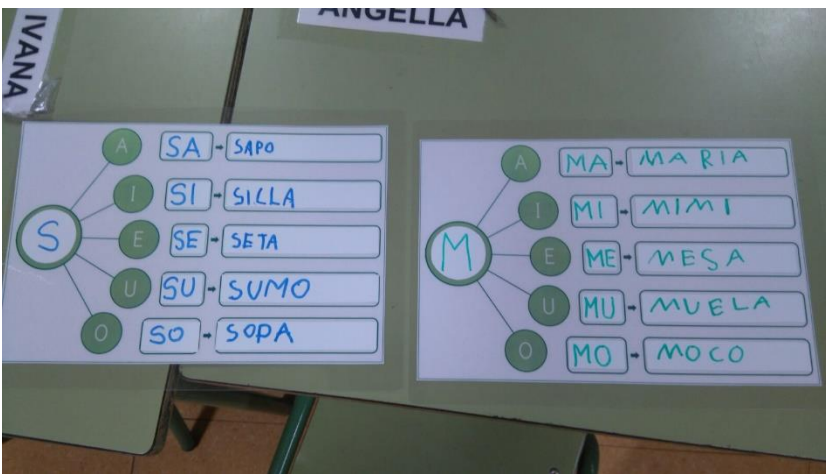 IVANA
ANGELLA
S
A SA - SAPO
I SI - SILLA
E SE - SETA
U SU - SUMO
O SO - SOPA
M
A MA - MARIA
I MI - MIMI
E ME - MESA
U MU - MUELA
O MO - MOCO